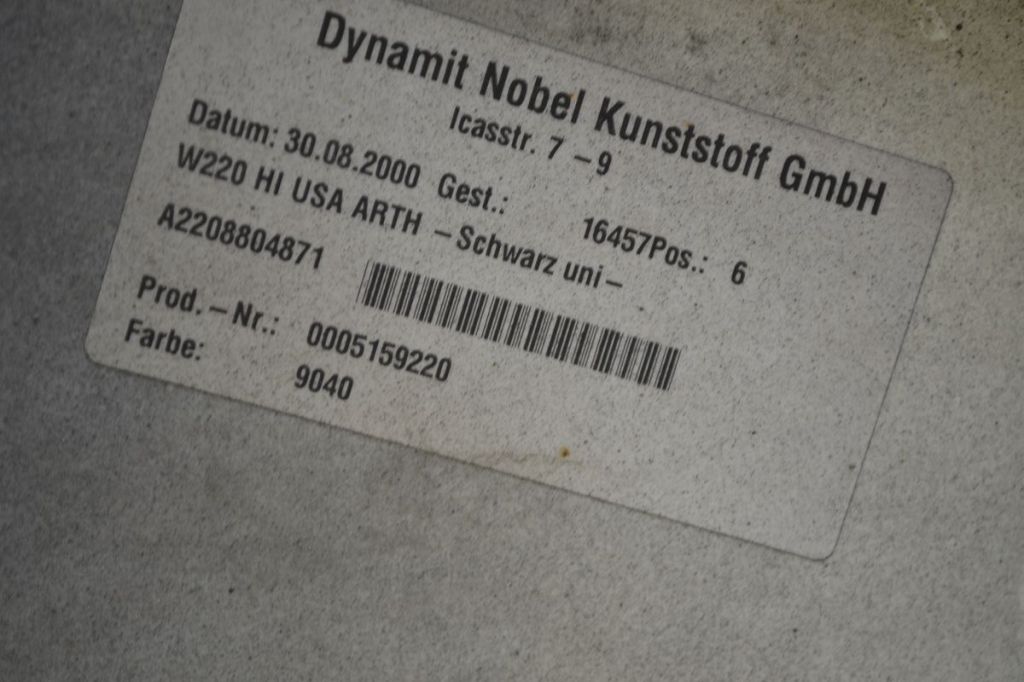 Dynamit Nobel Kunststoff GmbH
Icasstr. 7 – 9
Datum: 30.08.2000 Gest.: 16457Pos.: 6
W220 HI USA ARTH – Schwarz uni –
A2208804871
Prod. – Nr.: 0005159220
Farbe: 9040